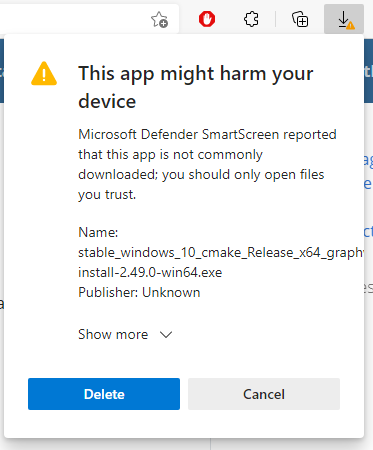 This app might harm your
device
Microsoft Defender SmartScreen reported
that this app is not commonly
downloaded; you should only open files
you trust.
Name:
stable_windows_10_cmake_Release_x64_graphv
install-2.49.0-win64.exe
Publisher: Unknown
Show more
Delete
Cancel